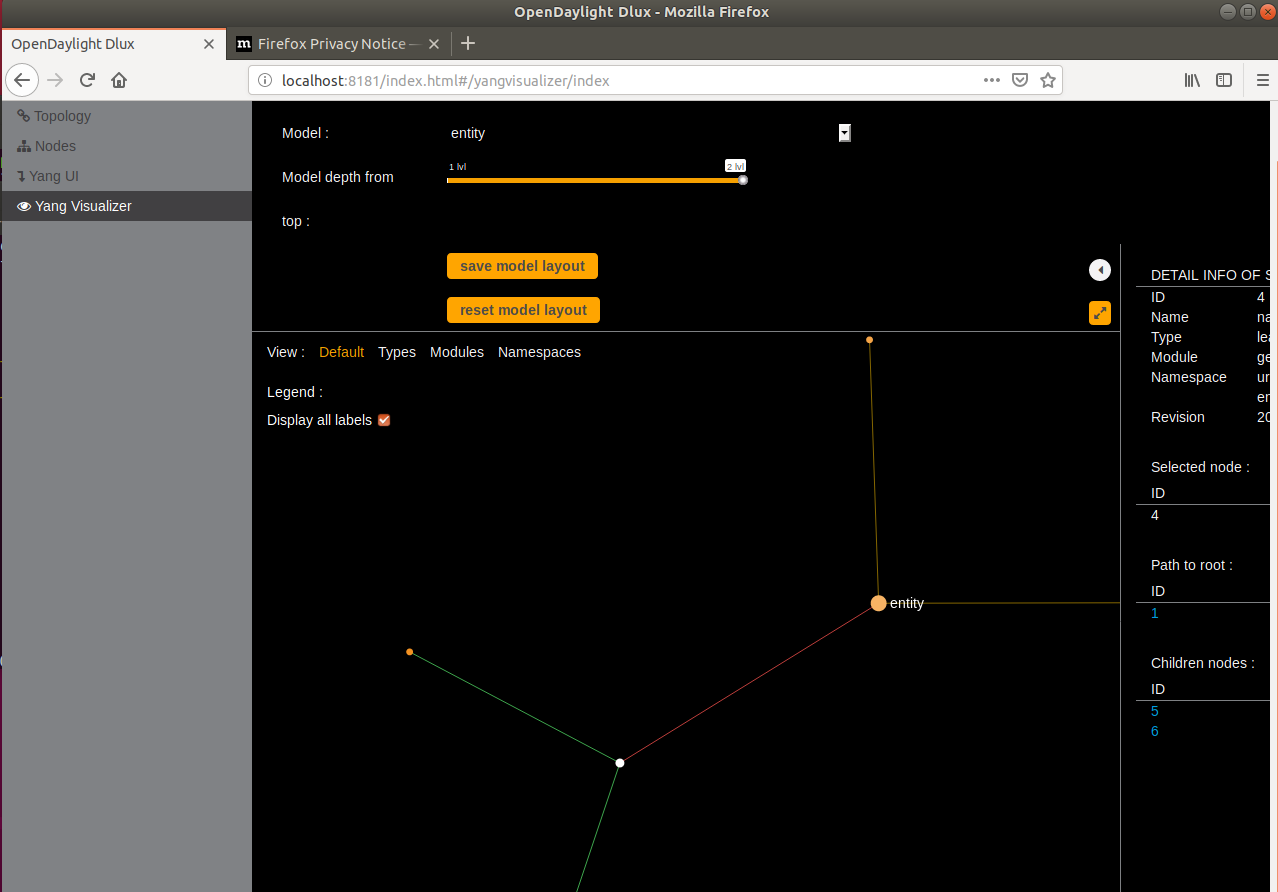 OpenDaylight Dlux - Mozilla Firefox
OpenDaylight Dlux
Firefox Privacy Notice —
localhost:8181/index.html#/yangvisualizer/index
Topology
Nodes
Yang UI
Yang Visualizer
Model :
entity
Model depth from
top :
1 lvl
2 lvl
save model layout
reset model layout
View :
Default
Types
Modules
Namespaces
Legend :
Display all labels
entity
DETAIL INFO OF S
ID
4
Name
na
Type
lea
Module
ge
Namespace
ur
en
Revision
20
Selected node :
ID
4
Path to root :
ID
1
Children nodes :
ID
5
6